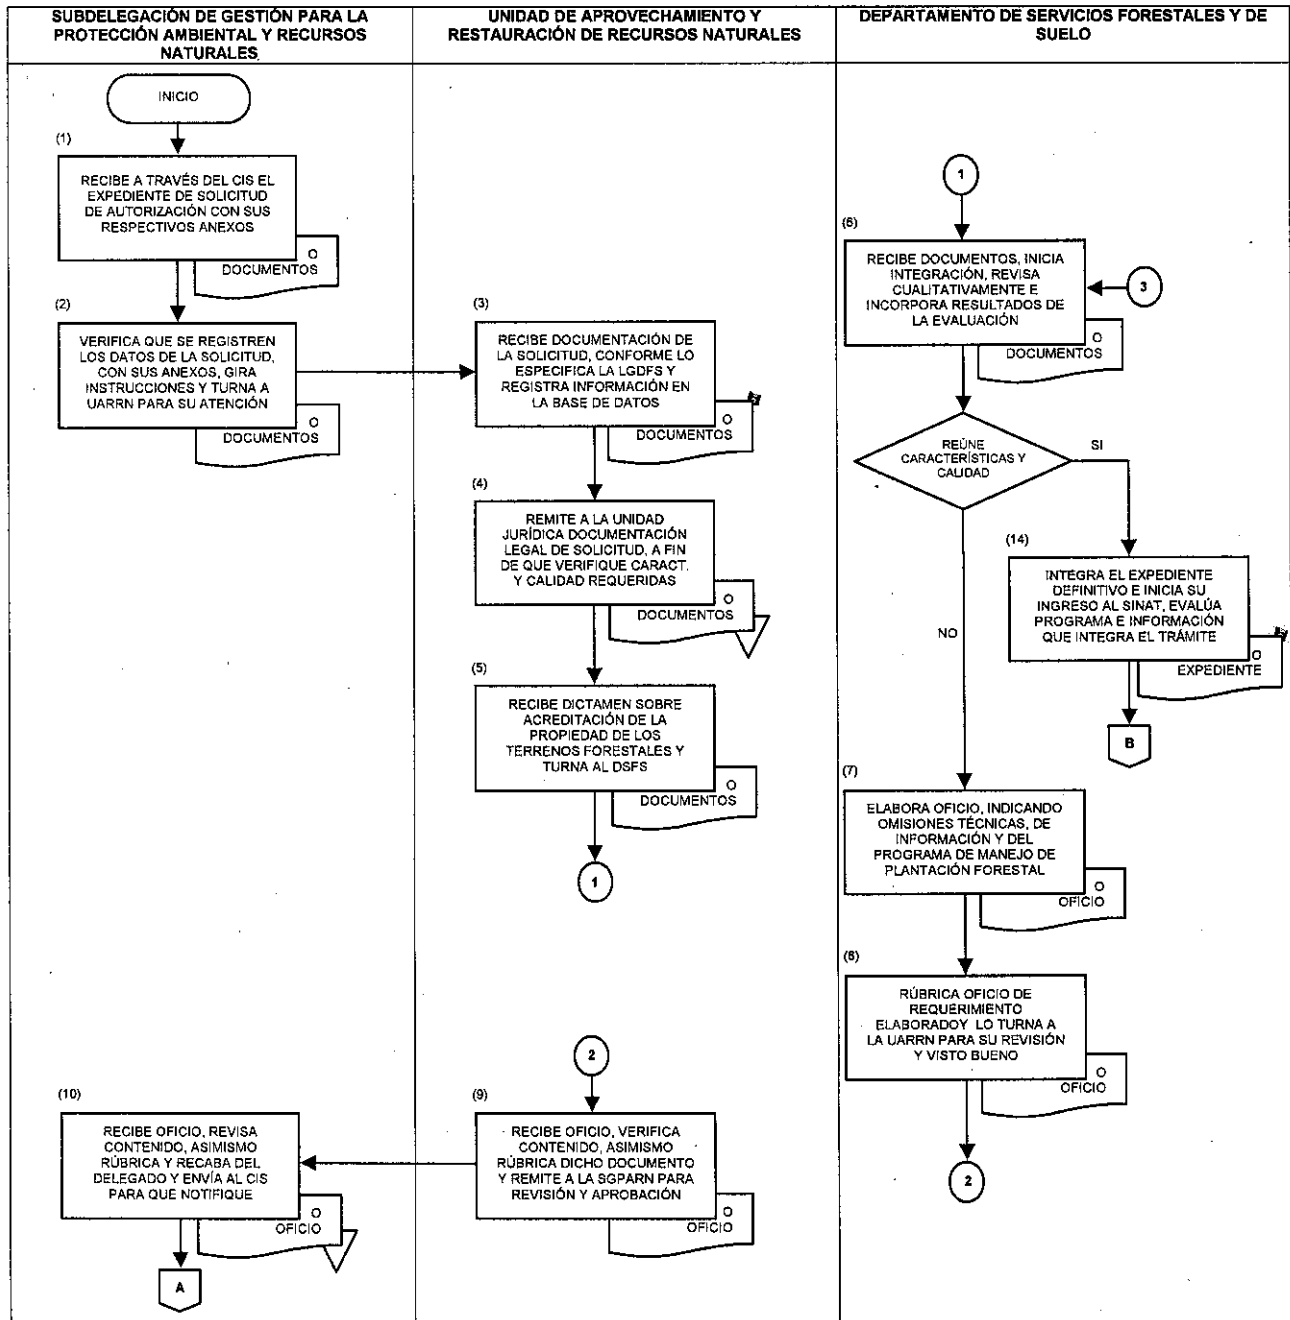 SUBDELEGACIÓN DE GESTIÓN PARA LA
PROTECCIÓN AMBIENTAL Y RECURSOS
NATURALES
UNIDAD DE APROVECHAMIENTO Y
RESTAURACIÓN DE RECURSOS NATURALES
DEPARTAMENTO DE SERVICIOS FORESTALES Y DE
SUELO
INICIO
(1)
RECIBE A TRAVÉS DEL CIS EL
EXPEDIENTE DE SOLICITUD
DE AUTORIZACIÓN CON SUS
RESPECTIVOS ANEXOS
O
DOCUMENTOS
(2)
VERIFICA QUE SE REGISTREN
LOS DATOS DE LA SOLICITUD,
CON SUS ANEXOS, GIRA
INSTRUCCIONES Y TURNA A
UARRN PARA SU ATENCIÓN
O
DOCUMENTOS
(3)
RECIBE DOCUMENTACIÓN DE
LA SOLICITUD, CONFORME LO
ESPECIFICA LA LGDFS Y
REGISTRA INFORMACIÓN EN
LA BASE DE DATOS
O
DOCUMENTOS
(4)
REMITE A LA UNIDAD
JURÍDICA DOCUMENTACIÓN
LEGAL DE SOLICITUD, A FIN
DE QUE VERIFIQUE CARACT.
Y CALIDAD REQUERIDAS
O
DOCUMENTOS
(5)
RECIBE DICTAMEN SOBRE
ACREDITACIÓN DE LA
PROPIEDAD DE LOS
TERRENOS FORESTALES Y
TURNA AL DSFS
O
DOCUMENTOS
1
1
(6)
RECIBE DOCUMENTOS, INICIA
INTEGRACIÓN, REVISA
CUALITATIVAMENTE E
INCORPORA RESULTADOS DE
LA EVALUACIÓN
3
O
DOCUMENTOS
REÚNE
CARACTERÍSTICAS Y
CALIDAD
SI
NO
(14)
INTEGRA EL EXPEDIENTE
DEFINITIVO E INICIA SU
INGRESO AL SINAT, EVALÚA
PROGRAMA E INFORMACIÓN
QUE INTEGRA EL TRÁMITE
O
EXPEDIENTE
B
(7)
ELABORA OFICIO, INDICANDO
OMISIONES TÉCNICAS, DE
INFORMACIÓN Y DEL
PROGRAMA DE MANEJO DE
PLANTACIÓN FORESTAL
O
OFICIO
(8)
RÚBRICA OFICIO DE
REQUERIMIENTO
ELABORADOY LO TURNA A
LA UARRN PARA SU REVISIÓN
Y VISTO BUENO
O
OFICIO
2
2
(9)
RECIBE OFICIO, VERIFICA
CONTENIDO, ASIMISMO
RÚBRICA DICHO DOCUMENTO
Y REMITE A LA SGPARN PARA
REVISIÓN Y APROBACIÓN
O
OFICIO
(10)
RECIBE OFICIO, REVISA
CONTENIDO, ASIMISMO
RÚBRICA Y RECABA DEL
DELEGADO Y ENVÍA AL CIS
PARA QUE NOTIFIQUE
O
OFICIO
A